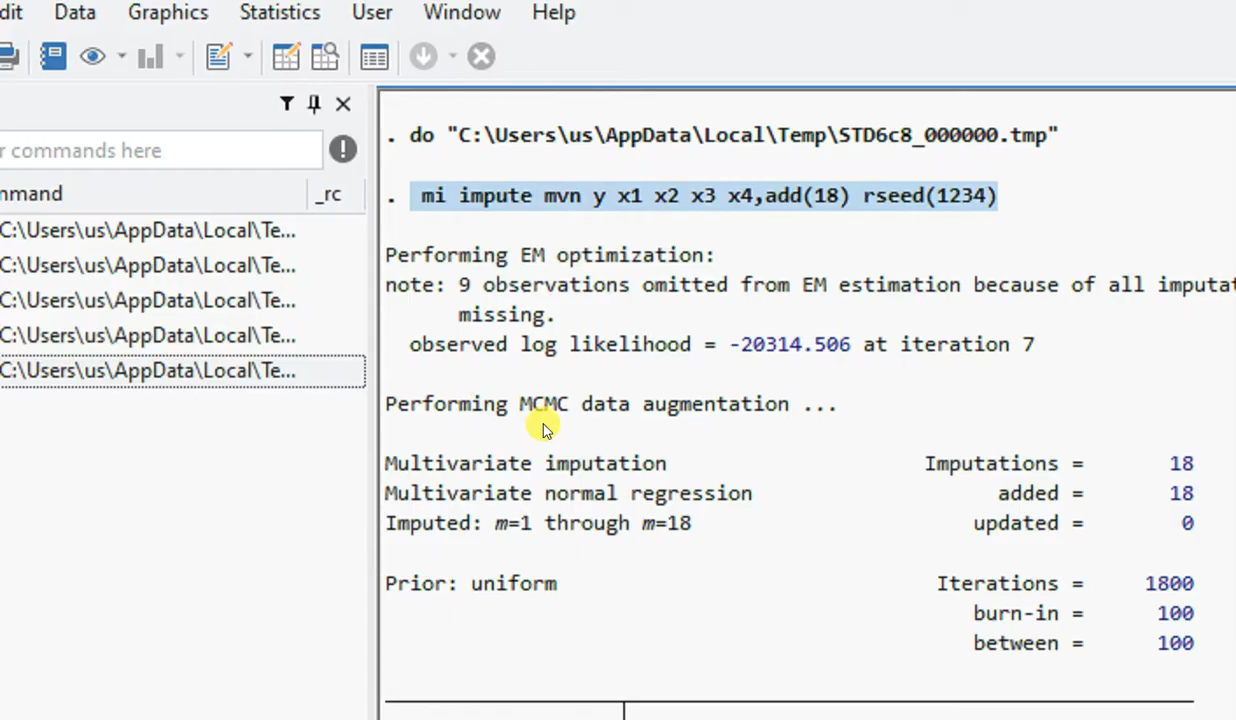 dit Data Graphics Statistics User Window Help
r commands here
mmand _rc
C:\Users\us\AppData\Local\Te...
C:\Users\us\AppData\Local\Te...
C:\Users\us\AppData\Local\Te...
C:\Users\us\AppData\Local\Te...
C:\Users\us\AppData\Local\Te...
. do "C:\Users\us\AppData\Local\Temp\STD6c8_000000.tmp"
. mi impute mvn y x1 x2 x3 x4,add(18) rseed(1234)
Performing EM optimization:
note: 9 observations omitted from EM estimation because of all imputat
missing.
observed log likelihood = -20314.506 at iteration 7
Performing MCMC data augmentation ...
Multivariate imputation Imputations = 18
Multivariate normal regression added = 18
Imputed: m=1 through m=18 updated = 0
Prior: uniform Iterations = 1800
burn-in = 100
between = 100